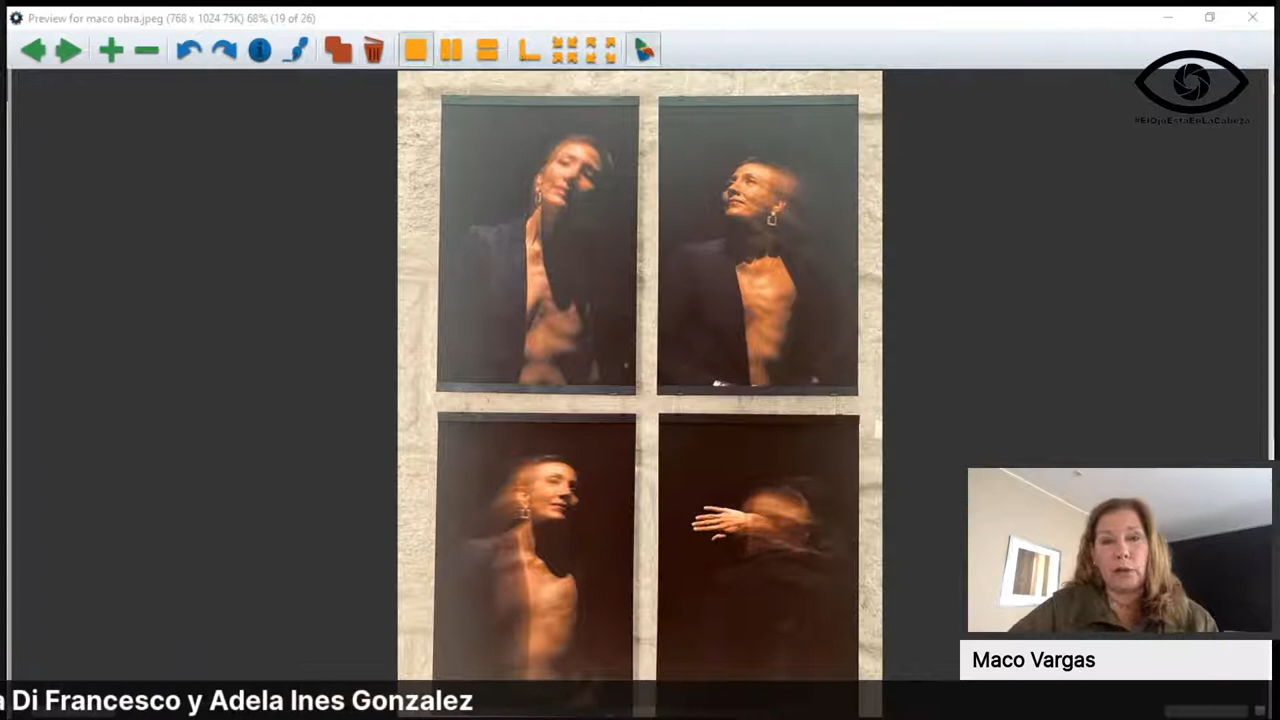 Preview for maco obra.jpeg (768 x 1024 75K) 68% (19 of 26)
#ElOjoEstaEnLaCabeza
Maco Vargas
a Di Francesco y Adela Ines Gonzalez